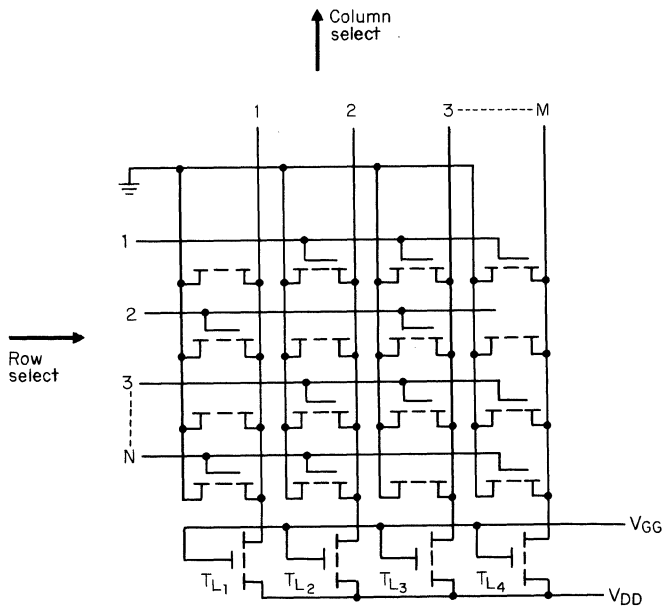 Column
select
1 2 3 M
1
2
Row
select
3
N
VGG
TL1 TL2 TL3 TL4
VDD